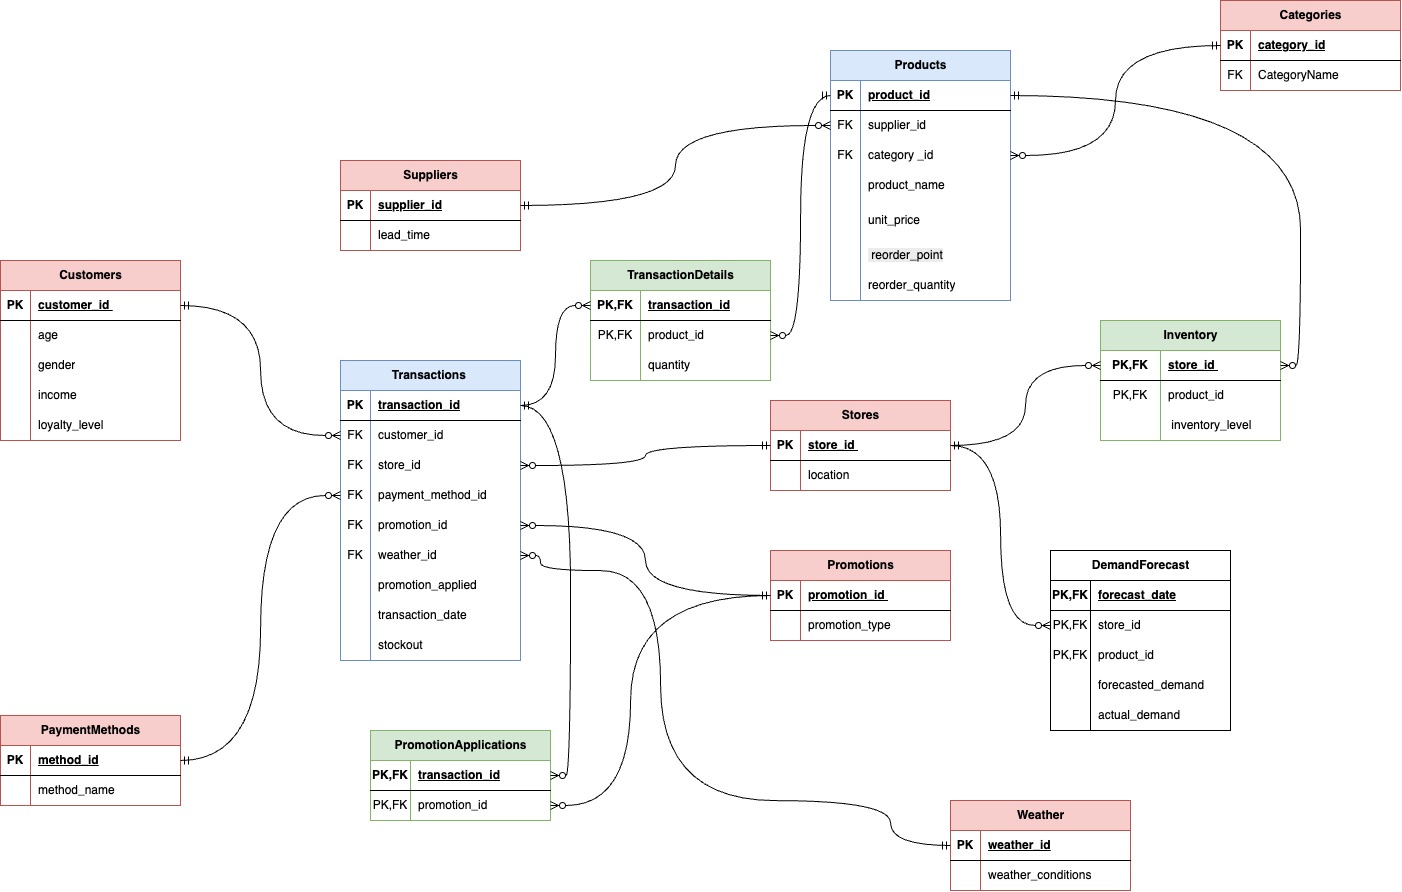 Categories
PK category_id
FK CategoryName
Products
PK product_id
FK supplier_id
FK category _id
product_name
unit_price
reorder_point
reorder_quantity
Suppliers
PK supplier_id
lead_time
Customers
PK customer_id
age
gender
income
loyalty_level
TransactionDetails
PK,FK transaction_id
PK,FK product_id
quantity
Inventory
PK,FK store_id
PK,FK product_id
inventory_level
Transactions
PK transaction_id
FK customer_id
FK store_id
FK payment_method_id
FK promotion_id
FK weather_id
promotion_applied
transaction_date
stockout
Stores
PK store_id
location
Promotions
PK promotion_id
promotion_type
DemandForecast
PK,FK forecast_date
PK,FK store_id
PK,FK product_id
forecasted_demand
actual_demand
PaymentMethods
PK method_id
method_name
PromotionApplications
PK,FK transaction_id
PK,FK promotion_id
Weather
PK weather_id
weather_conditions